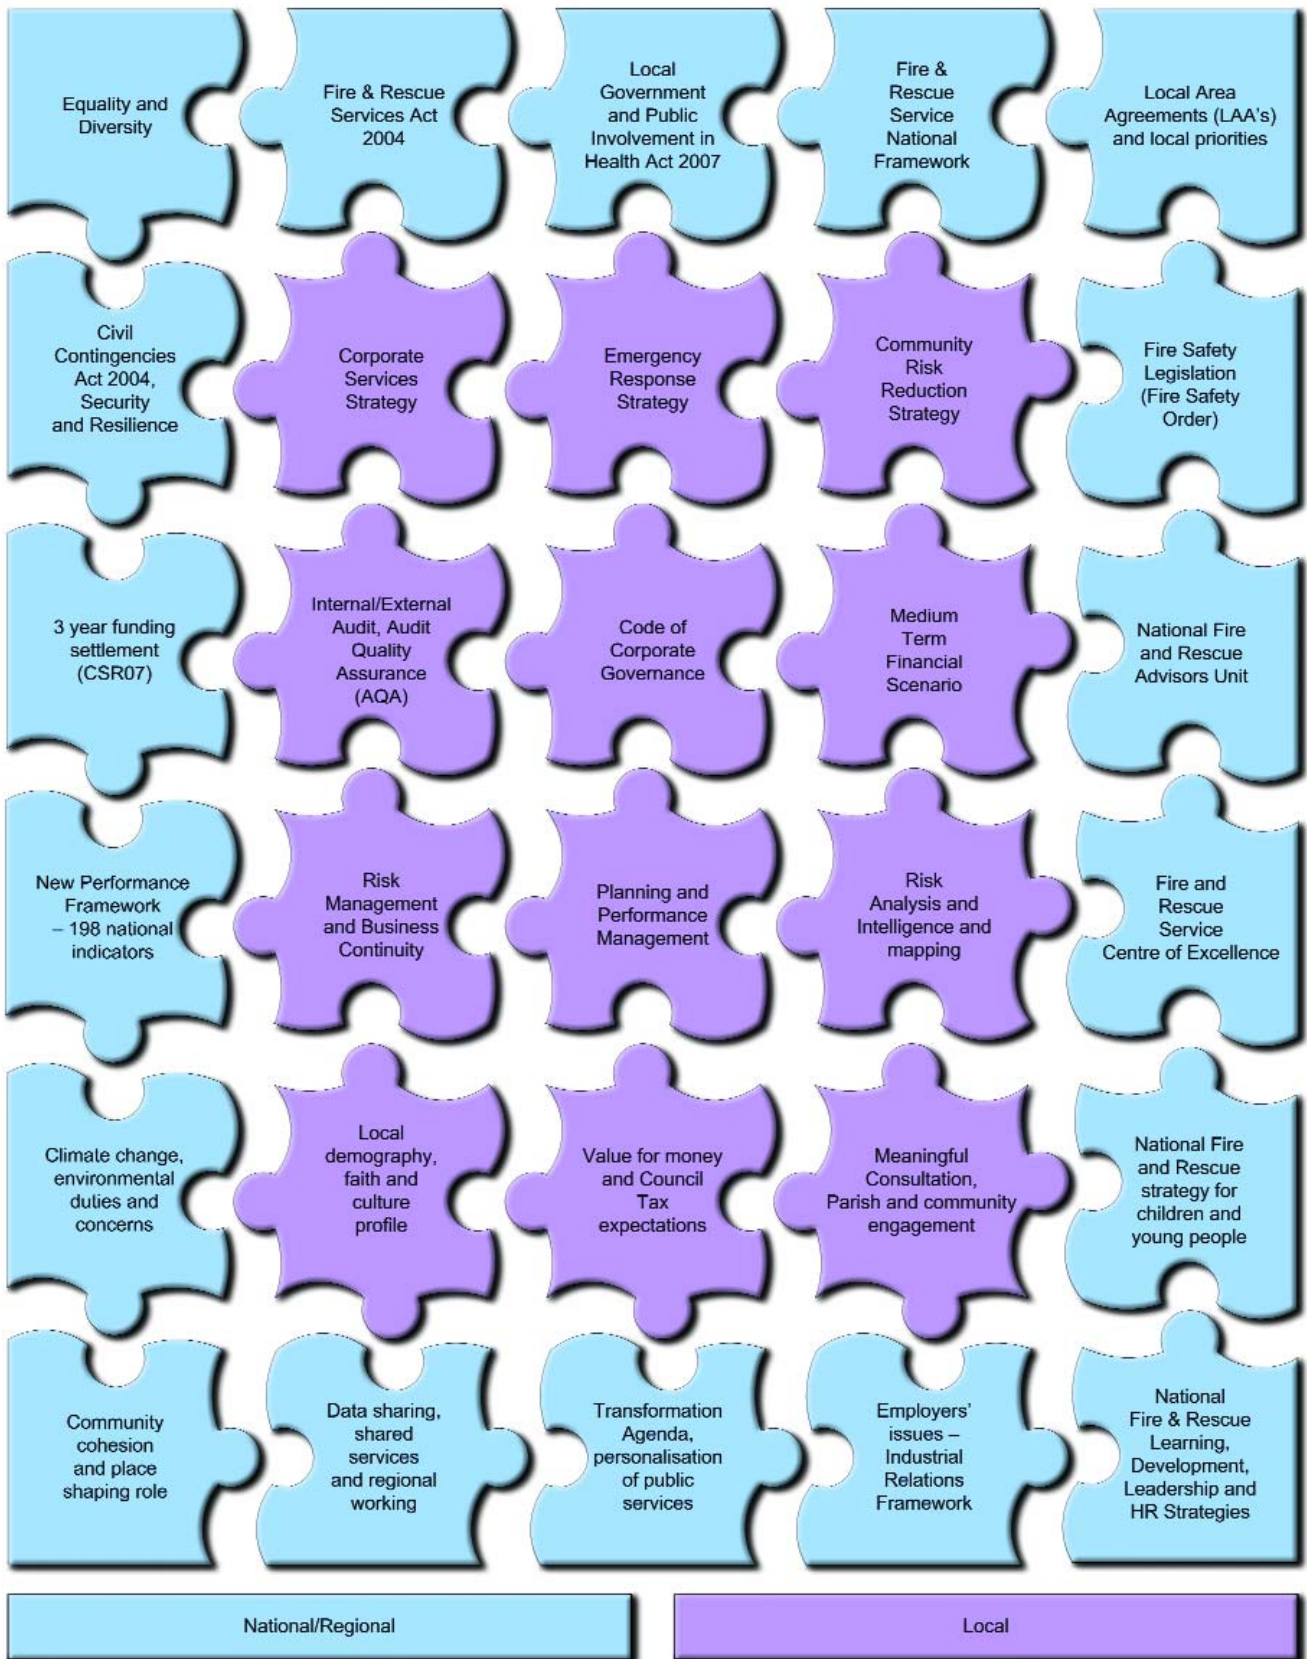 Equality and
Diversity
Fire & Rescue
Services Act
2004
Local
Government
and Public
Involvement in
Health Act 2007
Fire &
Rescue
Service
National
Framework
Local Area
Agreements (LAA's)
and local priorities
Civil
Contingencies
Act 2004,
Security
and Resilience
Corporate
Services
Strategy
Emergency
Response
Strategy
Community
Risk
Reduction
Strategy
Fire Safety
Legislation
(Fire Safety
Order)
3 year funding
settlement
(CSR07)
Internal/External
Audit, Audit
Quality
Assurance
(AQA)
Code of
Corporate
Governance
Medium
Term
Financial
Scenario
National Fire
and Rescue
Advisors Unit
New Performance
Framework
– 198 national
indicators
Risk
Management
and Business
Continuity
Planning and
Performance
Management
Risk
Analysis and
Intelligence and
mapping
Fire and
Rescue
Service
Centre of Excellence
Climate change,
environmental
duties and
concerns
Local
demography,
faith and
culture
profile
Value for money
and Council
Tax
expectations
Meaningful
Consultation,
Parish and community
engagement
National Fire
and Rescue
strategy for
children and
young people
Community
cohesion
and place
shaping role
Data sharing,
shared
services
and regional
working
Transformation
Agenda,
personalisation
of public
services
Employers'
issues –
Industrial
Relations
Framework
National
Fire & Rescue
Learning,
Development,
Leadership and
HR Strategies
National/Regional
Local